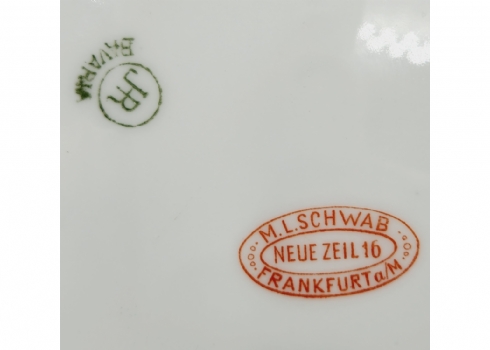 BAVARIA
JR
M.L.SCHWAB
NEUE ZEIL 16
FRANKFURT a/M